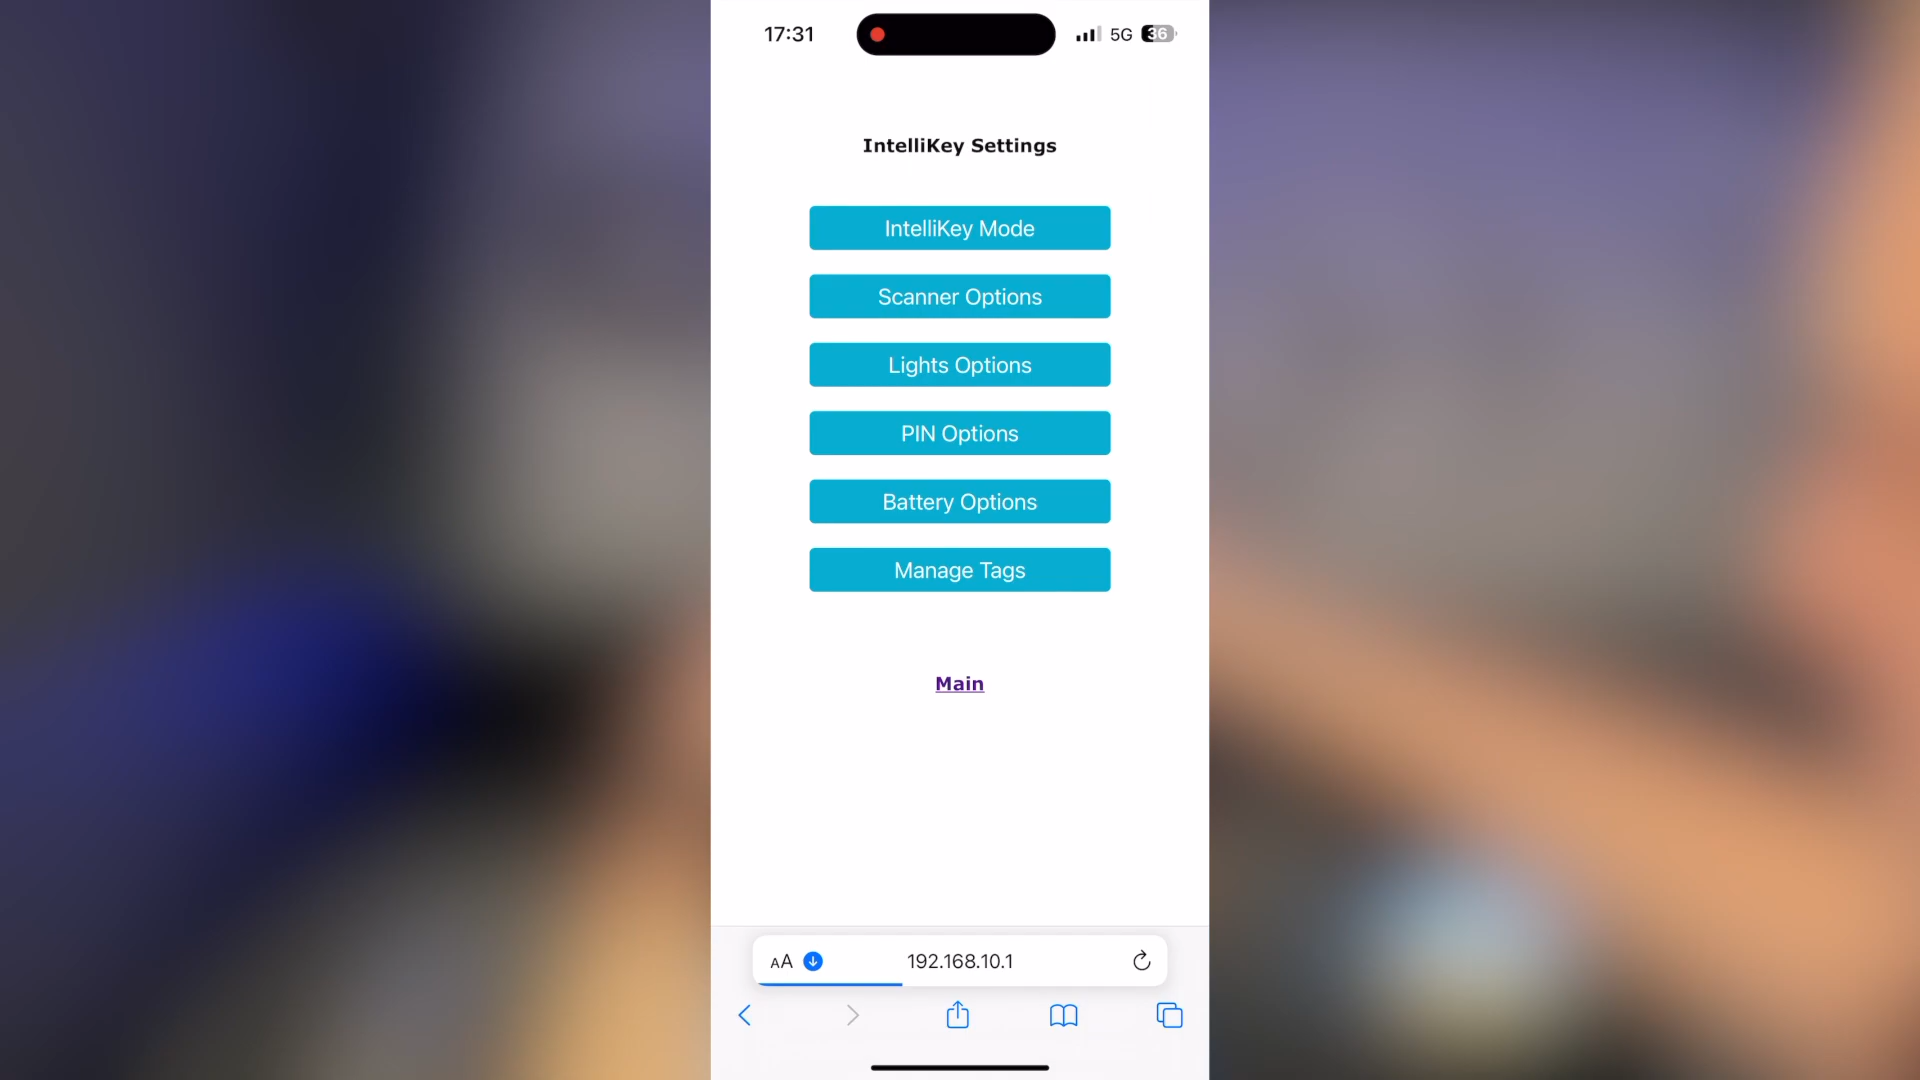 17:31
5G
36
IntelliKey Settings
IntelliKey Mode
Scanner Options
Lights Options
PIN Options
Battery Options
Manage Tags
Main
AA
192.168.10.1